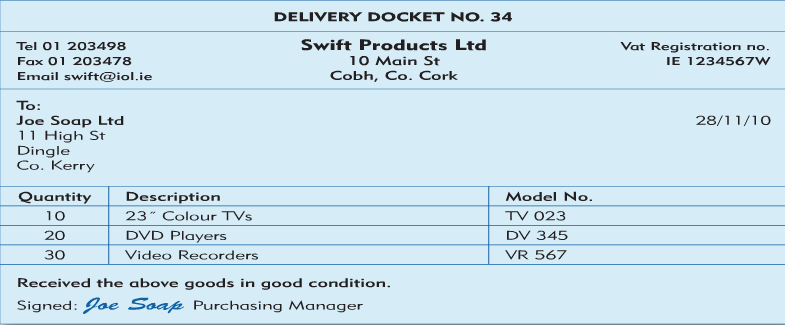 DELIVERY DOCKET NO. 34
Tel 01 203498 Swift Products Ltd Vat Registration no.
Fax 01 203478 10 Main St IE 1234567W
Email swift@iol.ie Cobh, Co. Cork
To:
Joe Soap Ltd 28/11/10
11 High St
Dingle
Co. Kerry
Quantity Description Model No.
10 23˝ Colour TVs TV 023
20 DVD Players DV 345
30 Video Recorders VR 567
Received the above goods in good condition.
Signed: Joe Soap Purchasing Manager